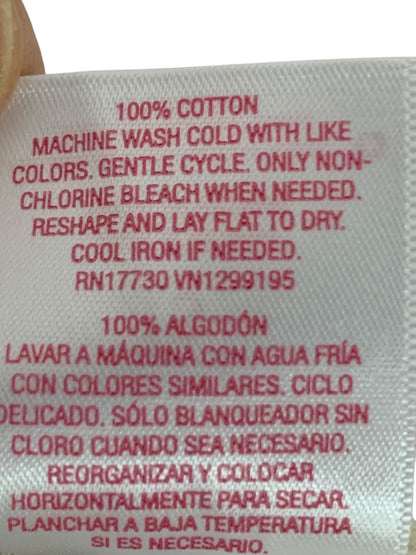 100% COTTON
MACHINE WASH COLD WITH LIKE
COLORS. GENTLE CYCLE. ONLY NON-
CHLORINE BLEACH WHEN NEEDED.
RESHAPE AND LAY FLAT TO DRY.
COOL IRON IF NEEDED.
RN17730 VN1299195
100% ALGODÓN
LAVAR A MÁQUINA CON AGUA FRÍA
CON COLORES SIMILARES. CICLO
DELICADO. SÓLO BLANQUEADOR SIN
CLORO CUANDO SEA NECESARIO.
REORGANIZAR Y COLOCAR
HORIZONTALMENTE PARA SECAR.
PLANCHAR A BAJA TEMPERATURA
SI ES NECESARIO.